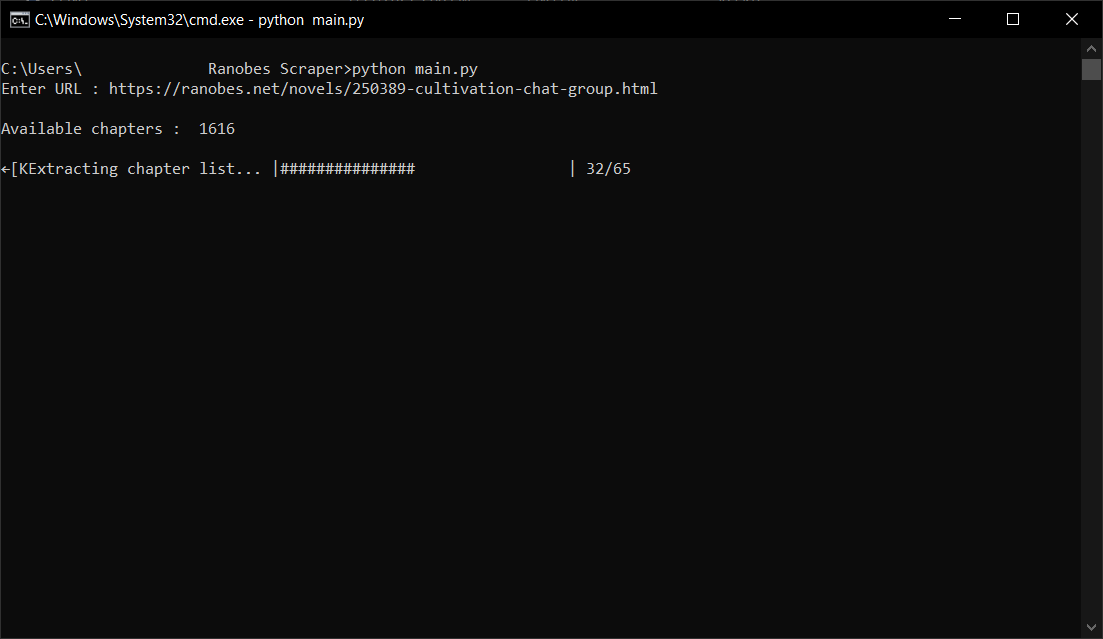 C:\Windows\System32\cmd.exe - python  main.py
C:\Users\              Ranobes Scraper>python main.py
Enter URL : https://ranobes.net/novels/250389-cultivation-chat-group.html
Available chapters :  1616
←[KExtracting chapter list... |###############                 | 32/65